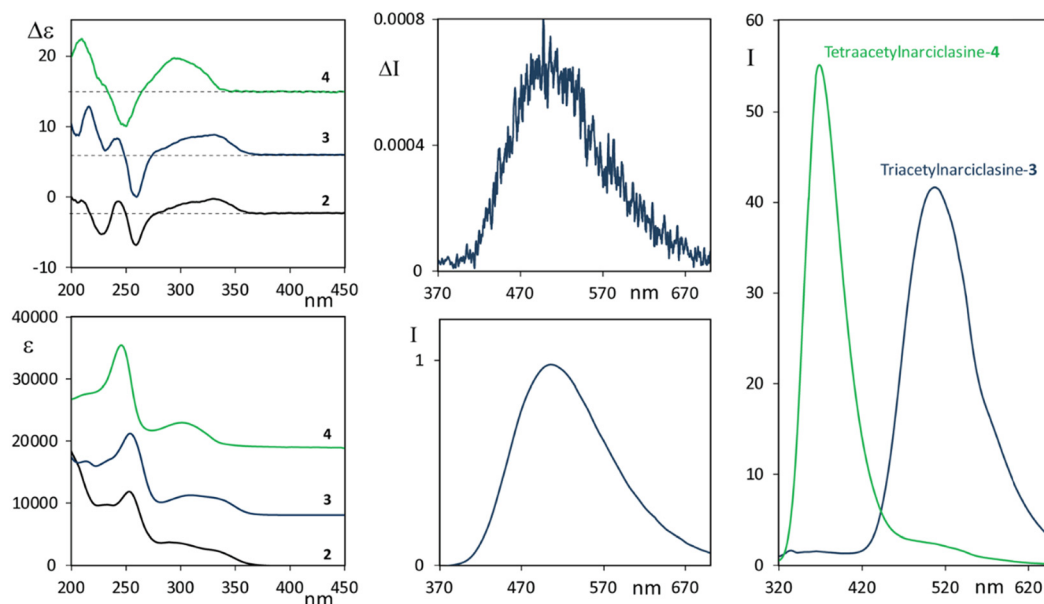 Δε
20
10
0
-10
4
3
2
200 250 300 350 400 450
nm
40000
30000
20000
10000
0
ε
4
3
2
200 250 300 350 400 450
nm
0.0008
ΔI
0.0004
0
370 470 570 nm 670
I
1
0
370 470 570 nm 670
60
I
50
40
30
20
10
0
Tetraacetylnarciclasine-4
Triacetylnarciclasine-3
320 420 520 nm 620